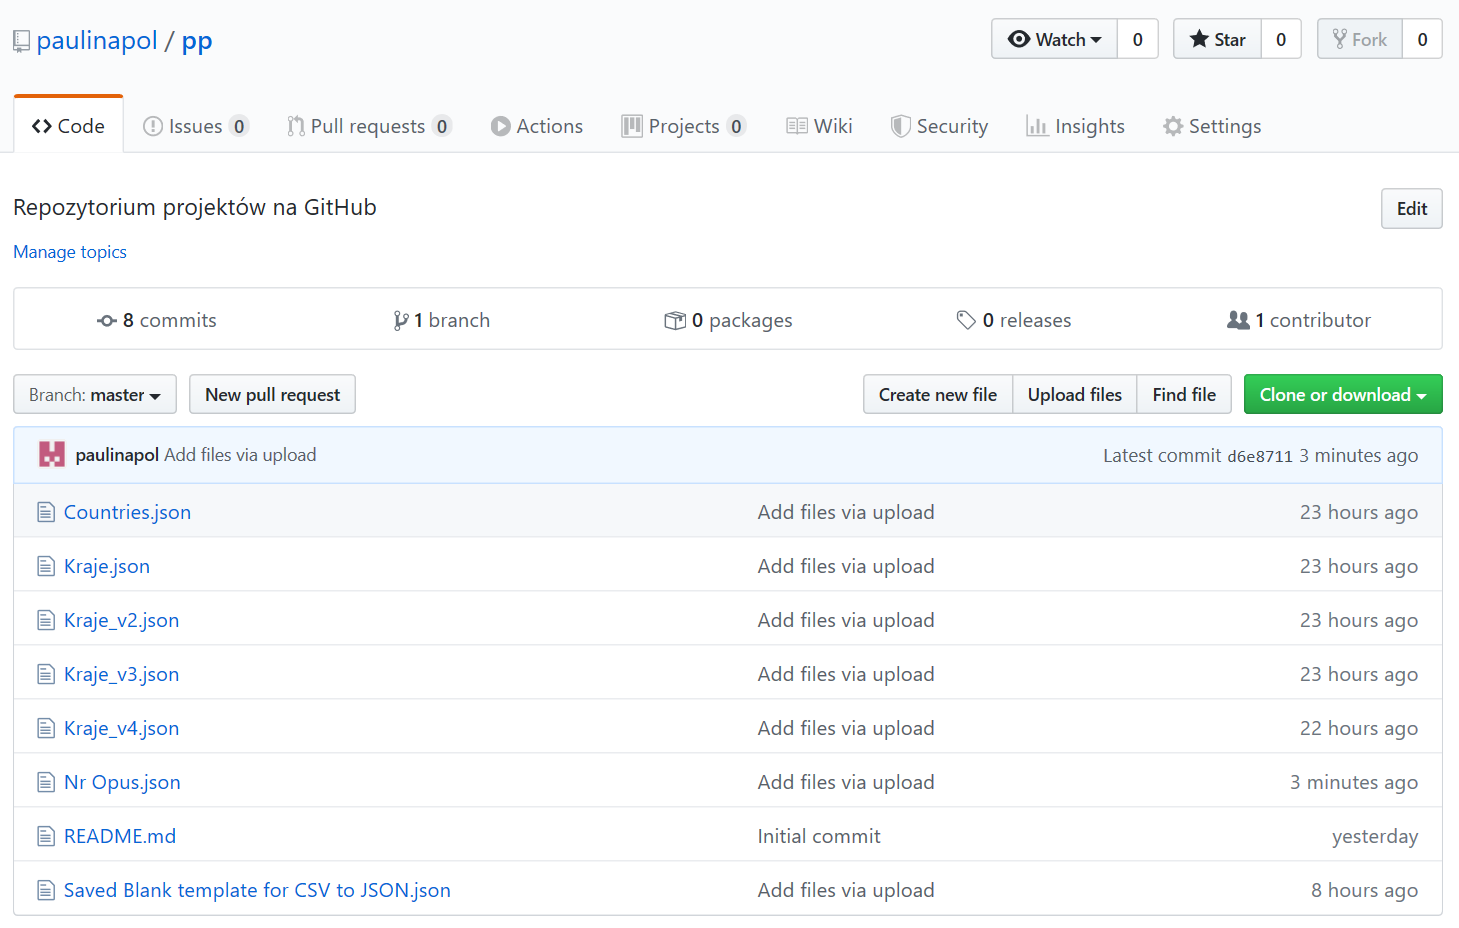 paulinapol / pp Watch 0 Star 0 Fork 0
Code Issues 0 Pull requests 0 Actions Projects 0 Wiki Security Insights Settings
Repozytorium projektów na GitHub Edit
Manage topics
8 commits 1 branch 0 packages 0 releases 1 contributor
Branch: master New pull request Create new file Upload files Find file Clone or download
paulinapol Add files via upload Latest commit d6e8711 3 minutes ago
Countries.json Add files via upload 23 hours ago
Kraje.json Add files via upload 23 hours ago
Kraje_v2.json Add files via upload 23 hours ago
Kraje_v3.json Add files via upload 23 hours ago
Kraje_v4.json Add files via upload 22 hours ago
Nr Opus.json Add files via upload 3 minutes ago
README.md Initial commit yesterday
Saved Blank template for CSV to JSON.json Add files via upload 8 hours ago